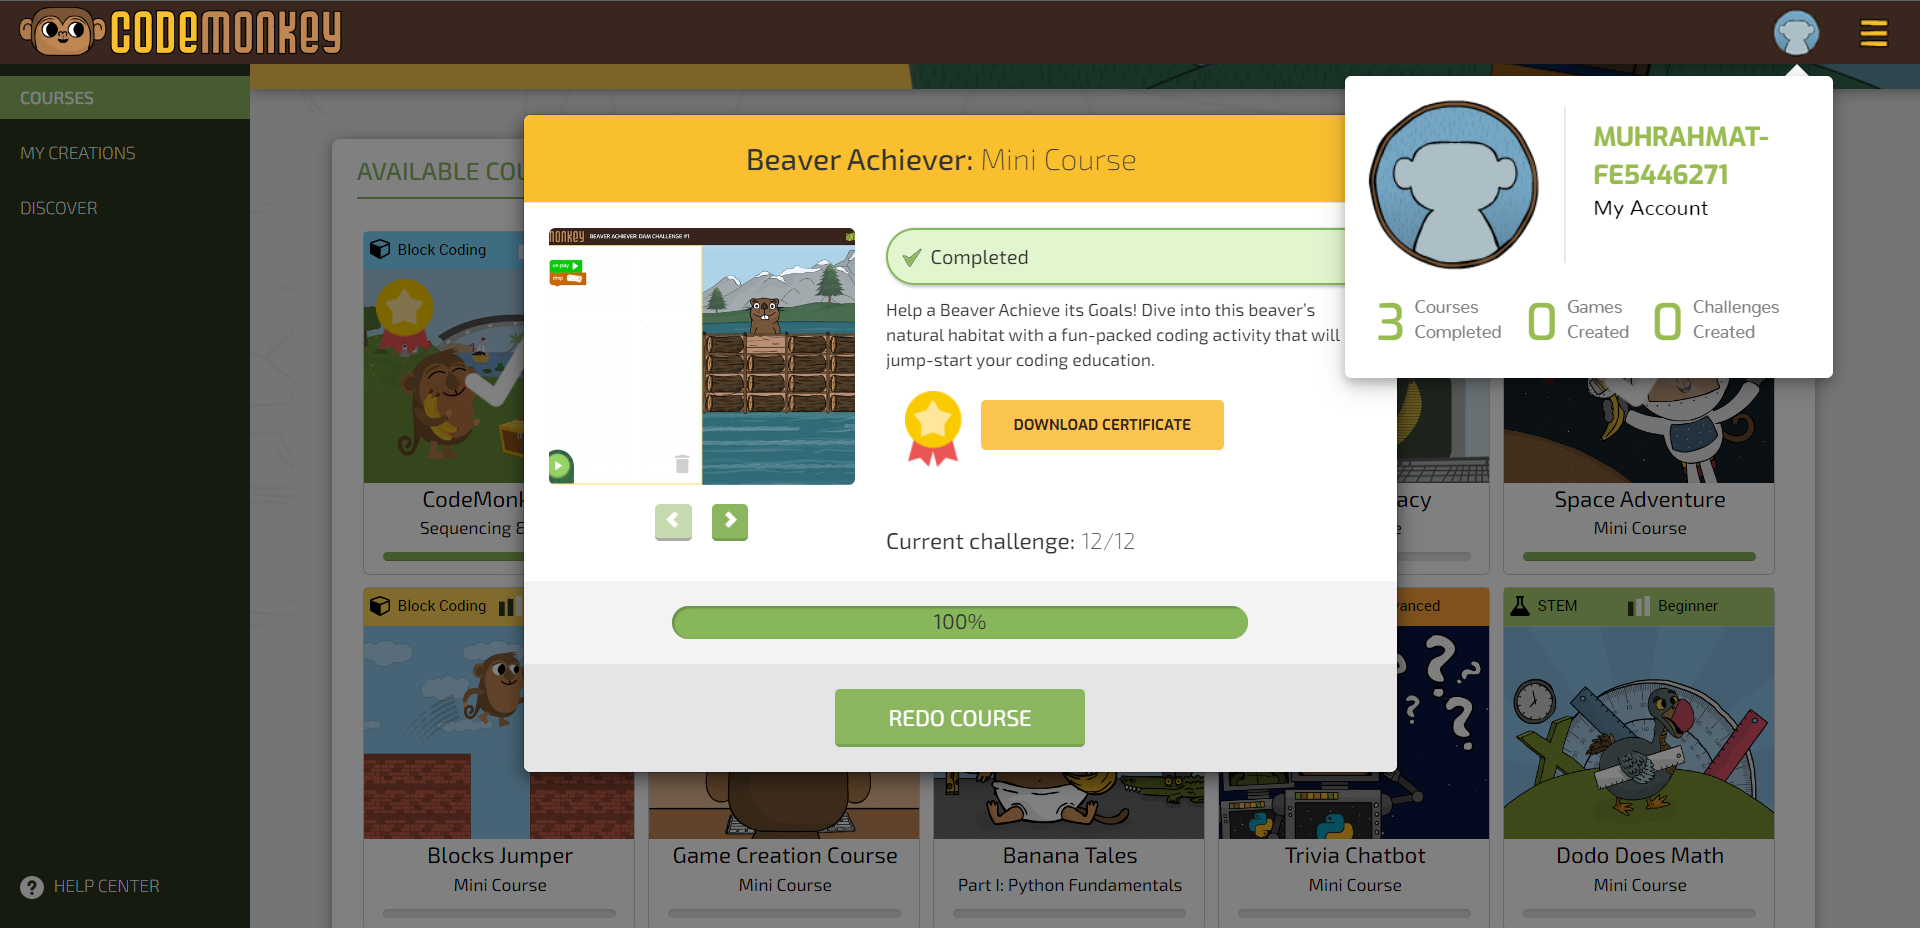 CODEMONKEY
COURSES
MY CREATIONS
DISCOVER
HELP CENTER
AVAILABLE COU
Block Coding
CodeMonk
Sequencing &
Beaver Achiever: Mini Course
monkey BEAVER ACHIEVER: DAM CHALLENGE #1
on play
drop
Completed
Help a Beaver Achieve its Goals! Dive into this beaver's
natural habitat with a fun-packed coding activity that will
jump-start your coding education.
DOWNLOAD CERTIFICATE
Current challenge: 12/12
100%
REDO COURSE
MUHRAHMAT-
FE5446271
My Account
3 Courses Completed
0 Games Created
0 Challenges Created
acy
Space Adventure
Mini Course
Block Coding
anced
STEM Beginner
Blocks Jumper
Mini Course
Game Creation Course
Mini Course
Banana Tales
Part I: Python Fundamentals
Trivia Chatbot
Mini Course
Dodo Does Math
Mini Course